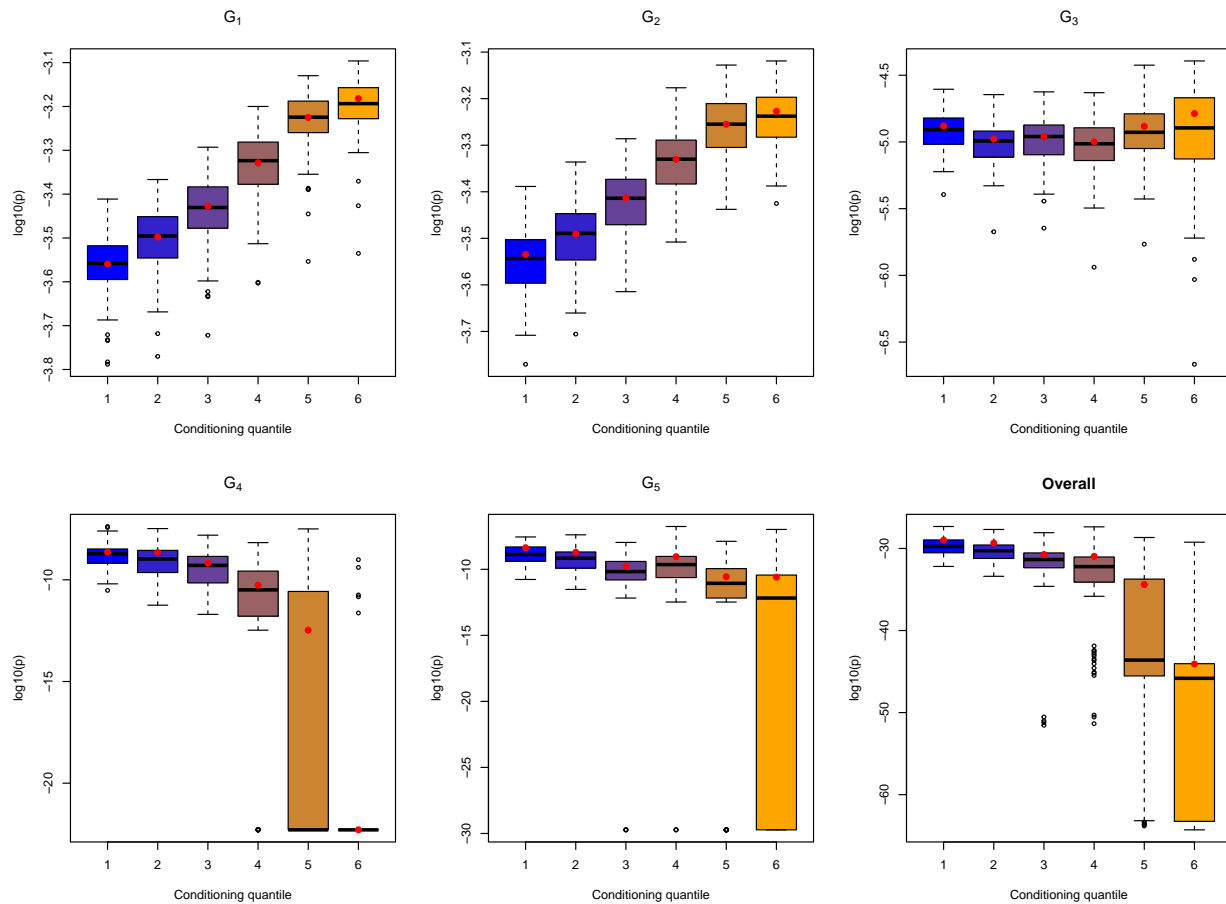 G1
log10(p)
−3.1
−3.2
−3.3
−3.4
−3.5
−3.6
−3.7
−3.8
1 2 3 4 5 6
Conditioning quantile
G2
log10(p)
−3.1
−3.2
−3.3
−3.4
−3.5
−3.6
−3.7
1 2 3 4 5 6
Conditioning quantile
G3
log10(p)
−4.5
−5.0
−5.5
−6.0
−6.5
1 2 3 4 5 6
Conditioning quantile
G4
log10(p)
−10
−15
−20
1 2 3 4 5 6
Conditioning quantile
G5
log10(p)
−10
−15
−20
−25
−30
1 2 3 4 5 6
Conditioning quantile
Overall
log10(p)
−30
−40
−50
−60
1 2 3 4 5 6
Conditioning quantile